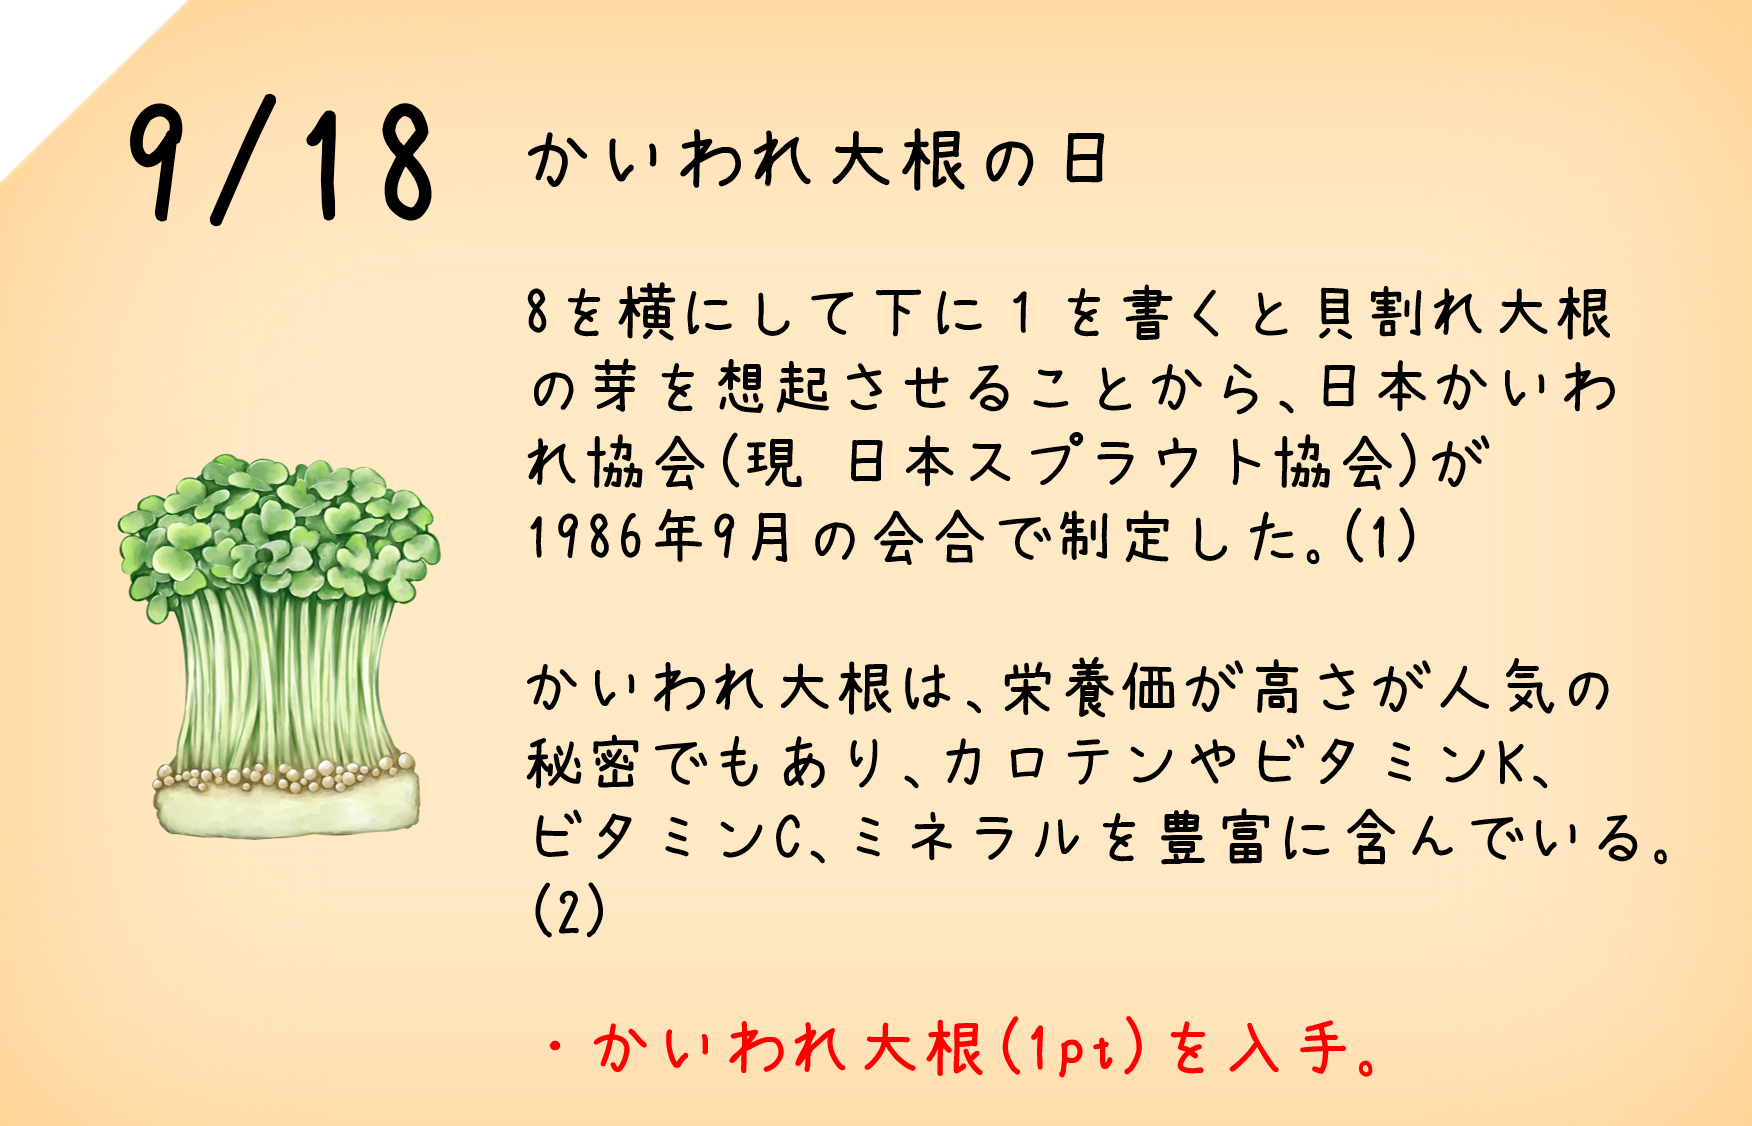 9/18
かいわれ大根の日
8を横にして下に1を書くと貝割れ大根
の芽を想起させることから、日本かいわ
れ協会(現 日本スプラウト協会)が
1986年9月の会合で制定した。(1)
かいわれ大根は、栄養価が高さが人気の
秘密でもあり、カロテンやビタミンK、
ビタミンC、ミネラルを豊富に含んでいる。
(2)
・かいわれ大根(1pt)を入手。